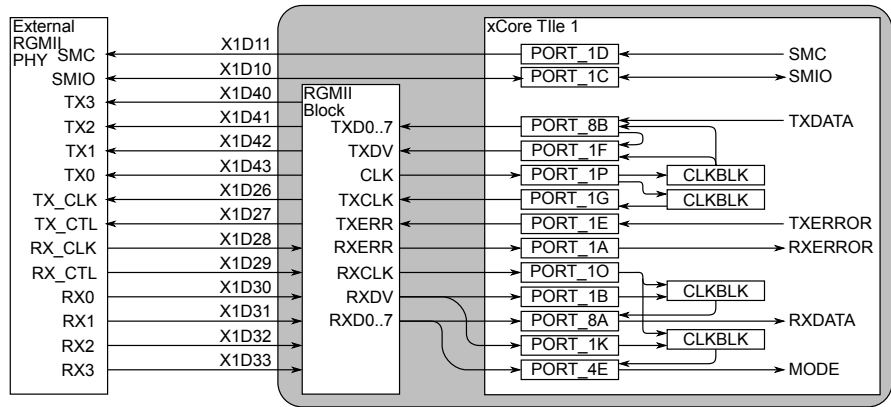 External
RGMII
PHY
SMC
SMIO
TX3
TX2
TX1
TX0
TX_CLK
TX_CTL
RX_CLK
RX_CTL
RX0
RX1
RX2
RX3
X1D11
X1D10
X1D40
X1D41
X1D42
X1D43
X1D26
X1D27
X1D28
X1D29
X1D30
X1D31
X1D32
X1D33
RGMII
Block
TXD0..7
TXDV
CLK
TXCLK
TXERR
RXERR
RXCLK
RXDV
RXD0..7
xCore TIle 1
PORT_1D
PORT_1C
PORT_8B
PORT_1F
PORT_1P
PORT_1G
PORT_1E
PORT_1A
PORT_1O
PORT_1B
PORT_8A
PORT_1K
PORT_4E
CLKBLK
CLKBLK
CLKBLK
CLKBLK
SMC
SMIO
TXDATA
TXERROR
RXERROR
RXDATA
MODE